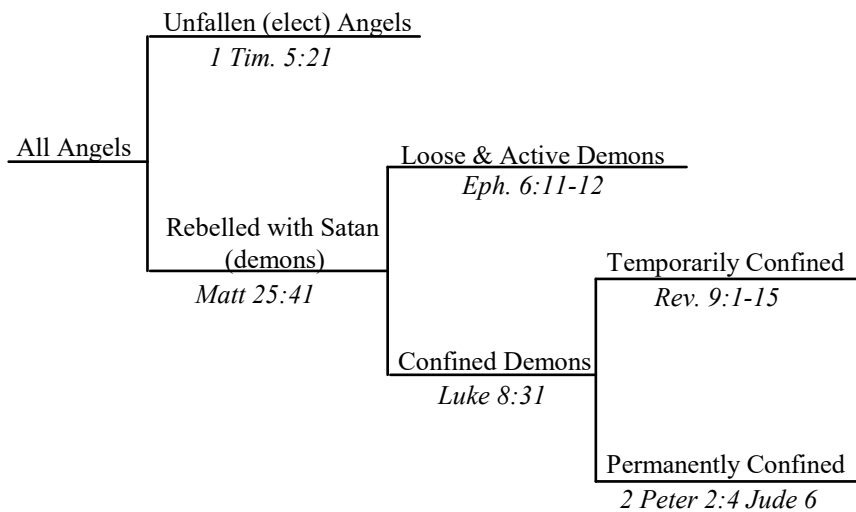 Unfallen (elect) Angels
1 Tim. 5:21
All Angels
Loose & Active Demons
Eph. 6:11-12
Rebelled with Satan
(demons)
Matt 25:41
Temporarily Confined
Rev. 9:1-15
Confined Demons
Luke 8:31
Permanently Confined
2 Peter 2:4 Jude 6